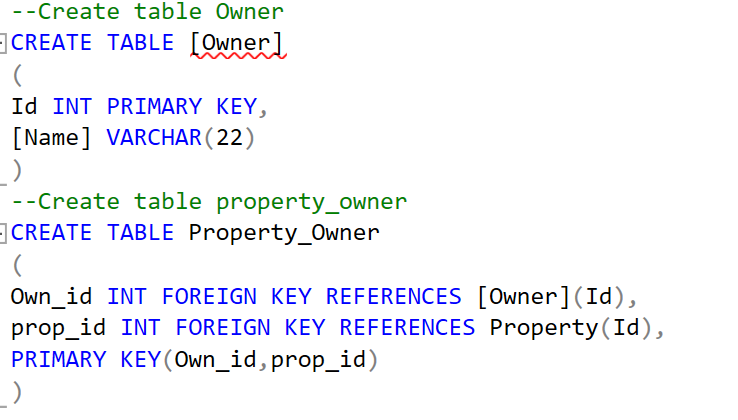 --Create table Owner
CREATE TABLE [Owner]
(
Id INT PRIMARY KEY,
[Name] VARCHAR(22)
)
--Create table property_owner
CREATE TABLE Property_Owner
(
Own_id INT FOREIGN KEY REFERENCES [Owner](Id),
prop_id INT FOREIGN KEY REFERENCES Property(Id),
PRIMARY KEY(Own_id,prop_id)
)